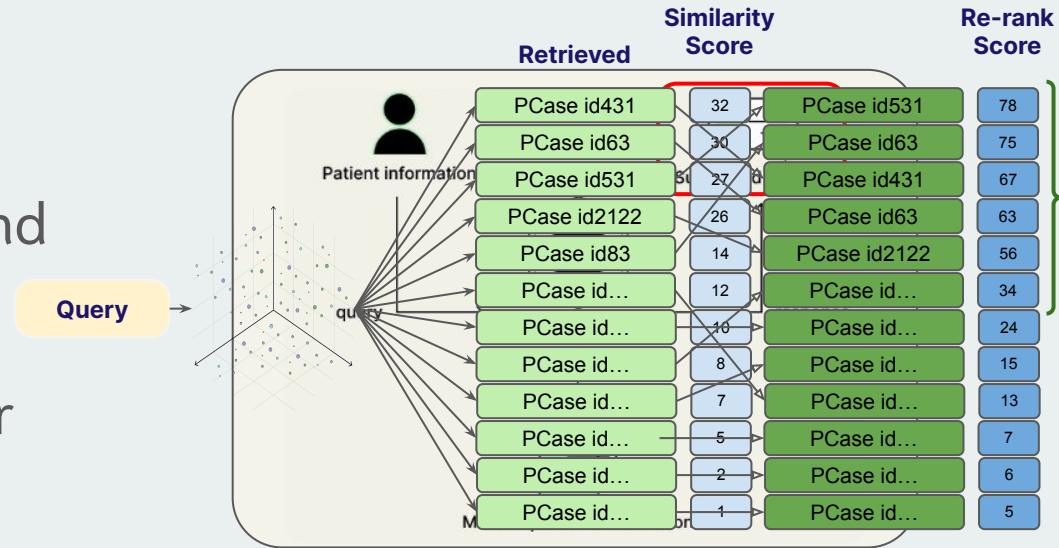 Similarity
Score
Re-rank
Score
Retrieved
PCase id431
32
PCase id531
78
PCase id63
30
PCase id63
75
Patient information
PCase id531
27
PCase id431
67
PCase id2122
26
PCase id63
63
nd
PCase id83
14
PCase id2122
56
PCase id…
12
PCase id…
34
Query
query
PCase id…
10
PCase id…
24
PCase id…
8
PCase id…
15
r
PCase id…
7
PCase id…
13
PCase id…
5
PCase id…
7
PCase id…
2
PCase id…
6
PCase id…
1
PCase id…
5